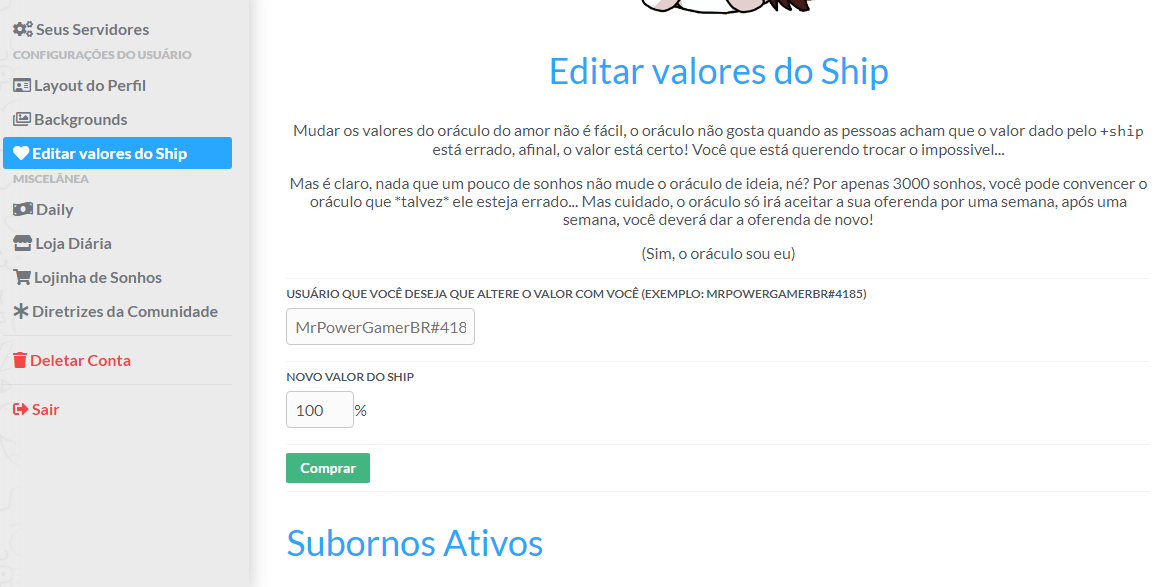 Seus Servidores
CONFIGURAÇÕES DO USUÁRIO
Layout do Perfil
Backgrounds
Editar valores do Ship
MISCELÂNEA
Daily
Loja Diária
Lojinha de Sonhos
Diretrizes da Comunidade
Deletar Conta
Sair
Editar valores do Ship
Mudar os valores do oráculo do amor não é fácil, o oráculo não gosta quando as pessoas acham que o valor dado pelo +ship
está errado, afinal, o valor está certo! Você que está querendo trocar o impossivel...
Mas é claro, nada que um pouco de sonhos não mude o oráculo de ideia, né? Por apenas 3000 sonhos, você pode convencer o
oráculo que *talvez* ele esteja errado... Mas cuidado, o oráculo só irá aceitar a sua oferenda por uma semana, após uma
semana, você deverá dar a oferenda de novo!
(Sim, o oráculo sou eu)
USUÁRIO QUE VOCÊ DESEJA QUE ALTERE O VALOR COM VOCÊ (EXEMPLO: MRPOWERGAMERBR#4185)
MrPowerGamerBR#418
NOVO VALOR DO SHIP
100 %
Comprar
Subornos Ativos